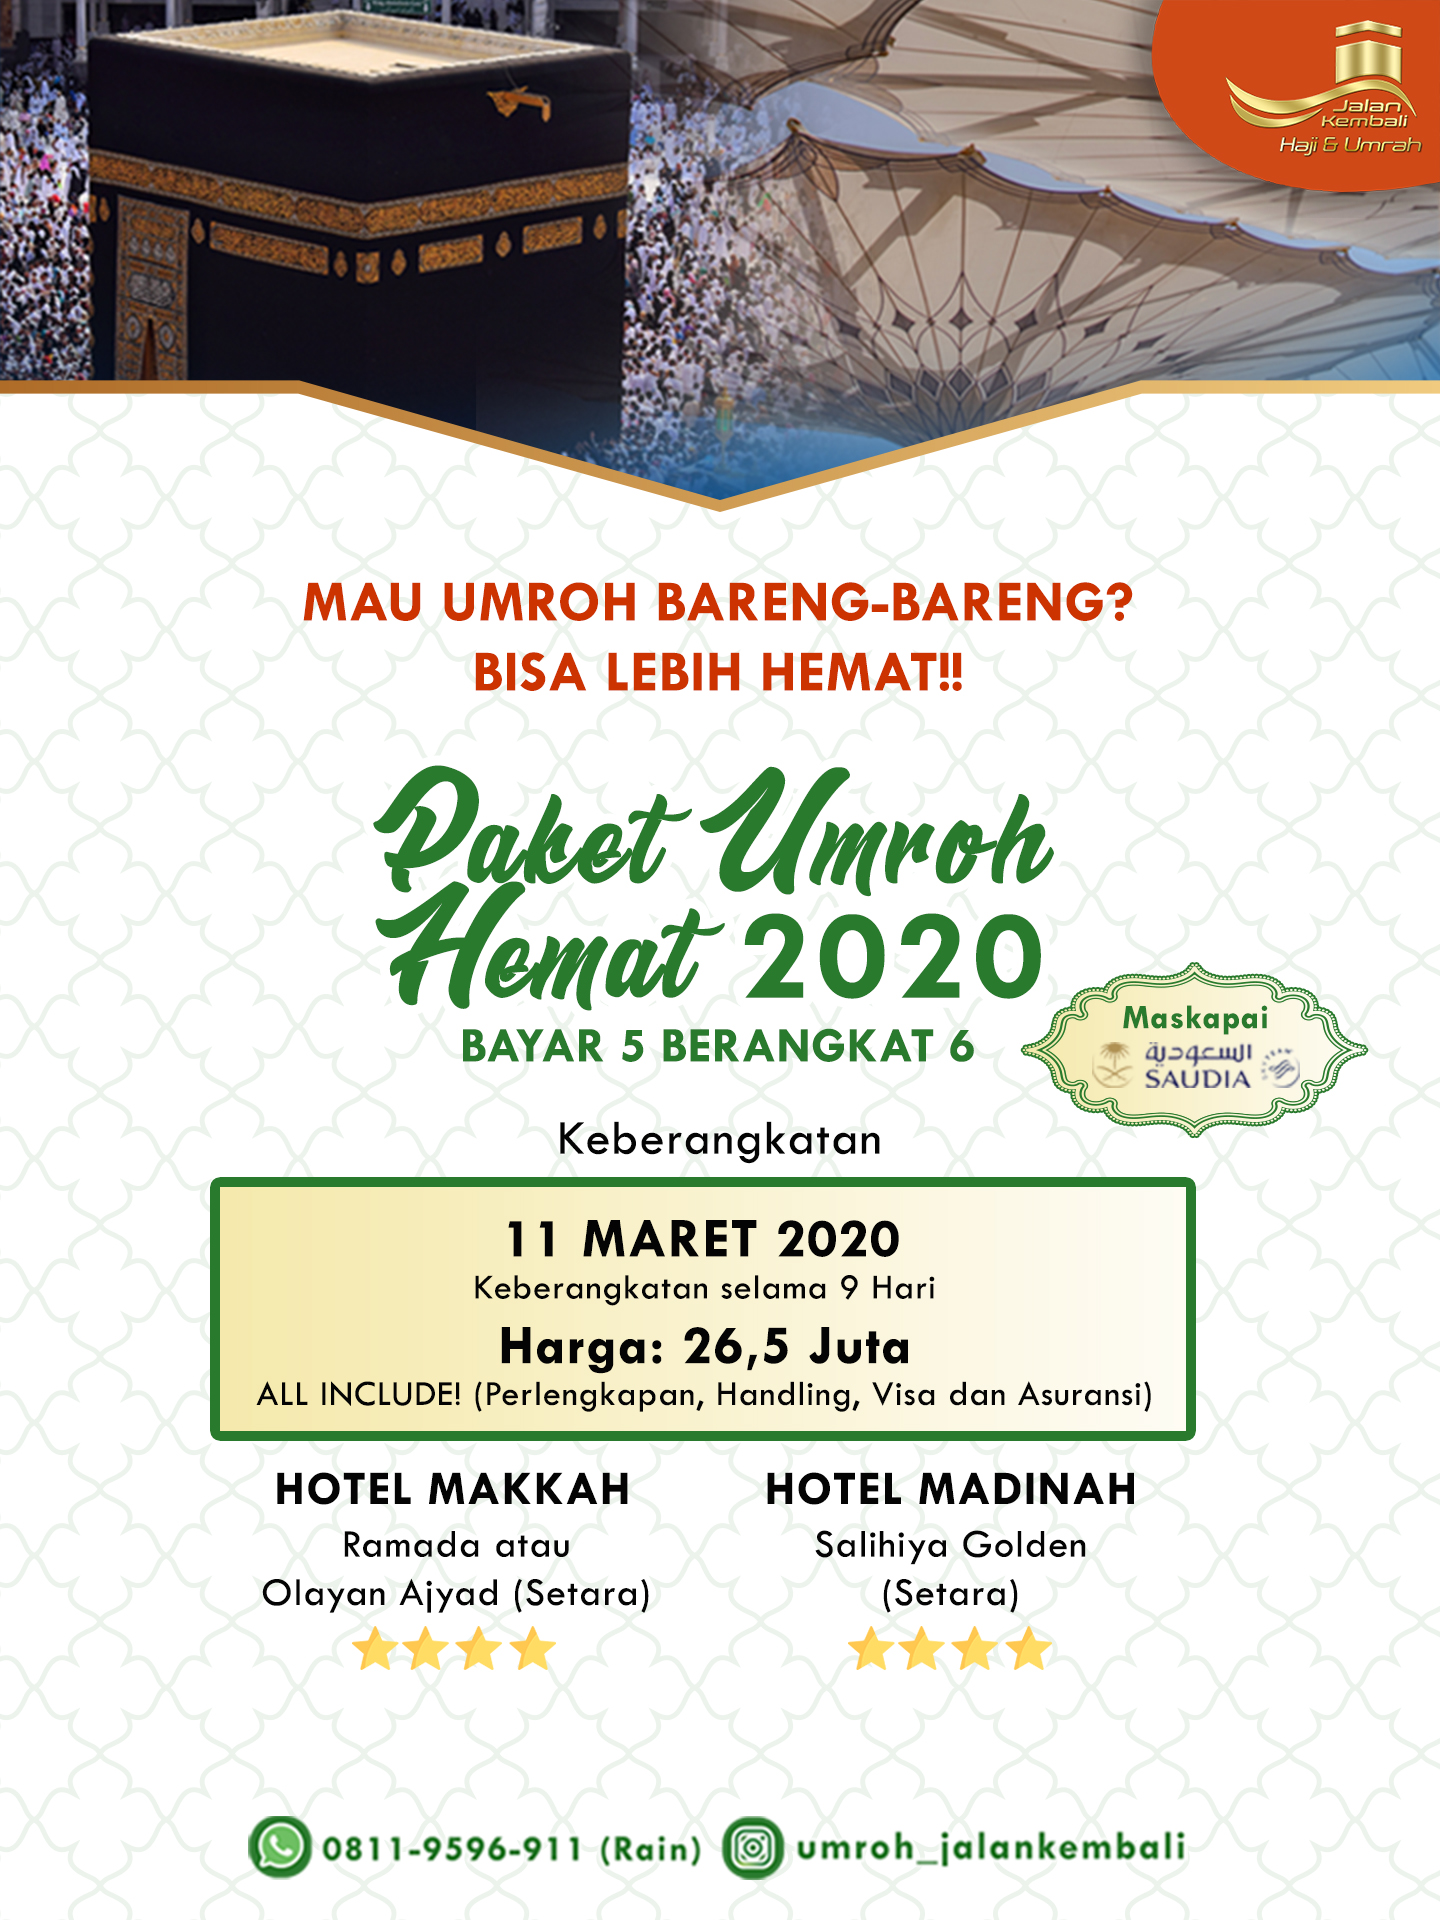 Jalan
Kembali
Haji & Umrah
MAU UMROH BARENG-BARENG?
BISA LEBIH HEMAT!!
Paket Umroh
Hemat 2020
BAYAR 5 BERANGKAT 6
Maskapai
السعودية
SAUDIA
Keberangkatan
11 MARET 2020
Keberangkatan selama 9 Hari
Harga: 26,5 Juta
ALL INCLUDE! (Perlengkapan, Handling, Visa dan Asuransi)
HOTEL MAKKAH
Ramada atau
Olayan Ajyad (Setara)
HOTEL MADINAH
Salihiya Golden
(Setara)
0811-9596-911 (Rain)
umroh_jalankembali